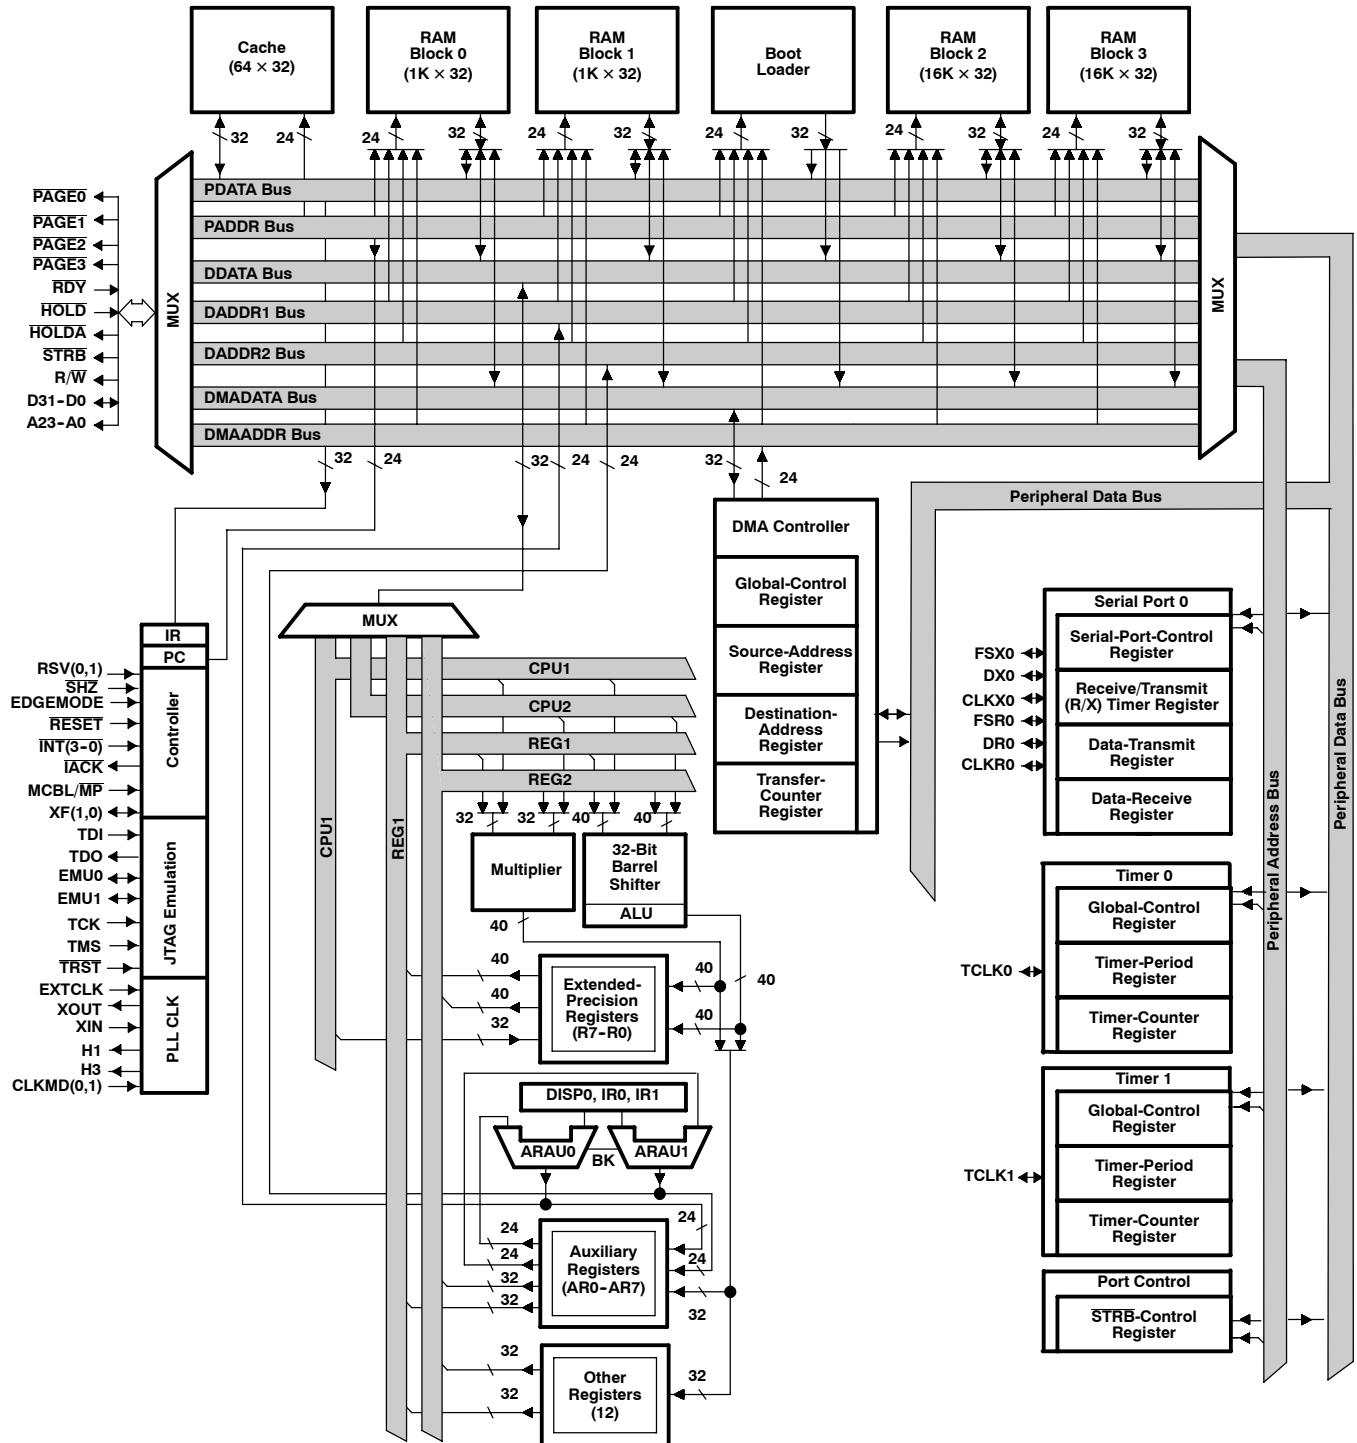 Cache
(64 × 32)
RAM
Block 0
(1K × 32)
RAM
Block 1
(1K × 32)
Boot
Loader
RAM
Block 2
(16K × 32)
RAM
Block 3
(16K × 32)
32
24
24
32
24
32
24
32
24
32
24
32
MUX
PDATA Bus
PADDR Bus
DDATA Bus
DADDR1 Bus
DADDR2 Bus
DMADATA Bus
DMAADDR Bus
MUX
PAGE0
PAGE1
PAGE2
PAGE3
RDY
HOLD
HOLDA
STRB
R/W
D31-D0
A23-A0
32
24
32
24
24
32
24
Peripheral Data Bus
DMA Controller
Global-Control
Register
Source-Address
Register
Destination-
Address
Register
Transfer-
Counter
Register
IR
PC
Controller
JTAG Emulation
PLL CLK
RSV(0,1)
SHZ
EDGEMODE
RESET
INT(3-0)
IACK
MCBL/MP
XF(1,0)
TDI
TDO
EMU0
EMU1
TCK
TMS
TRST
EXTCLK
XOUT
XIN
H1
H3
CLKMD(0,1)
MUX
CPU1
CPU2
REG1
REG2
CPU1
REG1
32
32
40
40
Multiplier
32-Bit
Barrel
Shifter
ALU
40
40
40
40
32
40
40
Extended-
Precision
Registers
(R7-R0)
DISP0, IR0, IR1
ARAU0
BK
ARAU1
24
24
32
32
24
24
32
Auxiliary
Registers
(AR0-AR7)
32
32
32
Other
Registers
(12)
Serial Port 0
Serial-Port-Control
Register
Receive/Transmit
(R/X) Timer Register
Data-Transmit
Register
Data-Receive
Register
FSX0
DX0
CLKX0
FSR0
DR0
CLKR0
Timer 0
Global-Control
Register
Timer-Period
Register
Timer-Counter
Register
TCLK0
Timer 1
Global-Control
Register
Timer-Period
Register
Timer-Counter
Register
TCLK1
Port Control
STRB-Control
Register
Peripheral Address Bus
Peripheral Data Bus